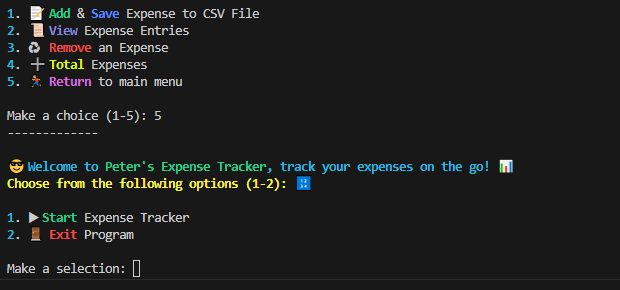 1. 📝 Add & Save Expense to CSV File
2. 📜 View Expense Entries
3. ♻ Remove an Expense
4. ➕ Total Expenses
5. 🏃 Return to main menu
Make a choice (1-5): 5
-------------
😎 Welcome to Peter's Expense Tracker, track your expenses on the go! 📊
Choose from the following options (1-2): 🔢
1. ▶ Start Expense Tracker
2. 🚪 Exit Program
Make a selection: